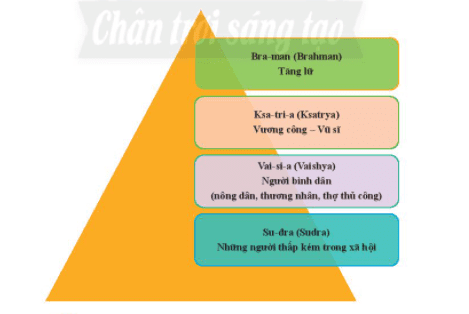 Chân trời sáng tạo
Bra-man (Brahman)
Tăng lữ
Ksa-tri-a (Ksatrya)
Vương công – Vũ sĩ
Vai-si-a (Vaishya)
Người bình dân
(nông dân, thương nhân, thợ thủ công)
Su-đra (Sudra)
Những người thấp kém trong xã hội